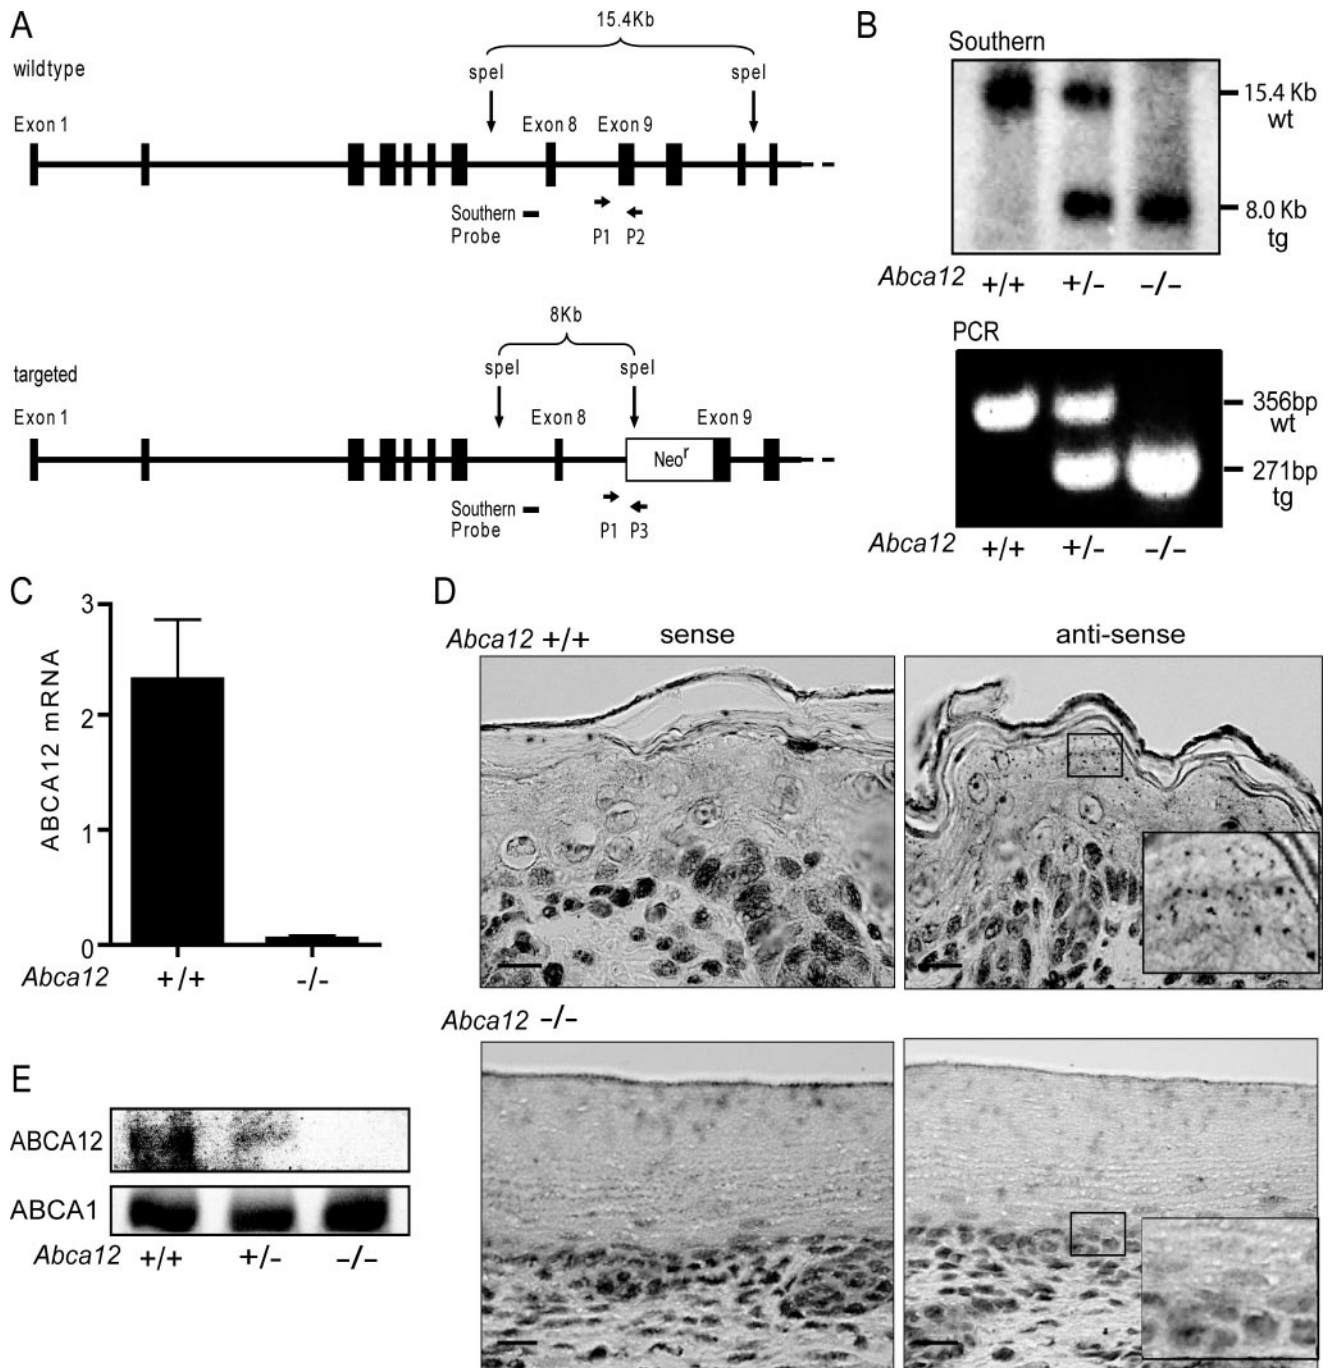 A
15.4Kb
wildtype
speI
speI
Exon 1
Exon 8
Exon 9
Southern
Probe
P1
P2
8Kb
targeted
speI
speI
Exon 1
Exon 8
Exon 9
Neor
Southern
Probe
P1
P3
B
Southern
15.4 Kb
wt
8.0 Kb
tg
Abca12 +/+ +/- -/-
PCR
356bp
wt
271bp
tg
Abca12 +/+ +/- -/-
C
ABCA12 mRNA
3
2
1
0
Abca12 +/+ -/-
D
Abca12 +/+
sense
anti-sense
Abca12 -/-
E
ABCA12
ABCA1
Abca12 +/+ +/- -/-